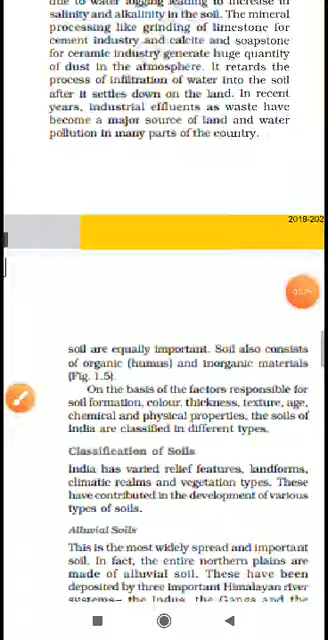 due to water logging leading to increase in
salinity and alkalinity in the soil. The mineral
processing like grinding of limestone for
cement industry and calcite and soapstone
for ceramic industry generate huge quantity
of dust in the atmosphere. It retards the
process of infiltration of water into the soil
after it settles down on the land. In recent
years, industrial effluents as waste have
become a major source of land and water
pollution in many parts of the country.
2018-202
soil are equally important. Soil also consists
of organic (humus) and inorganic materials
(Fig. 1.5).
On the basis of the factors responsible for
soil formation, colour, thickness, texture, age,
chemical and physical properties, the soils of
India are classified in different types.
Classification of Soils
India has varied relief features, landforms,
climatic realms and vegetation types. These
have contributed in the development of various
types of soils.
Alluvial Soils
This is the most widely spread and important
soil. In fact, the entire northern plains are
made of alluvial soil. These have been
deposited by three important Himalayan river
systems– the Indus, the Ganga and the